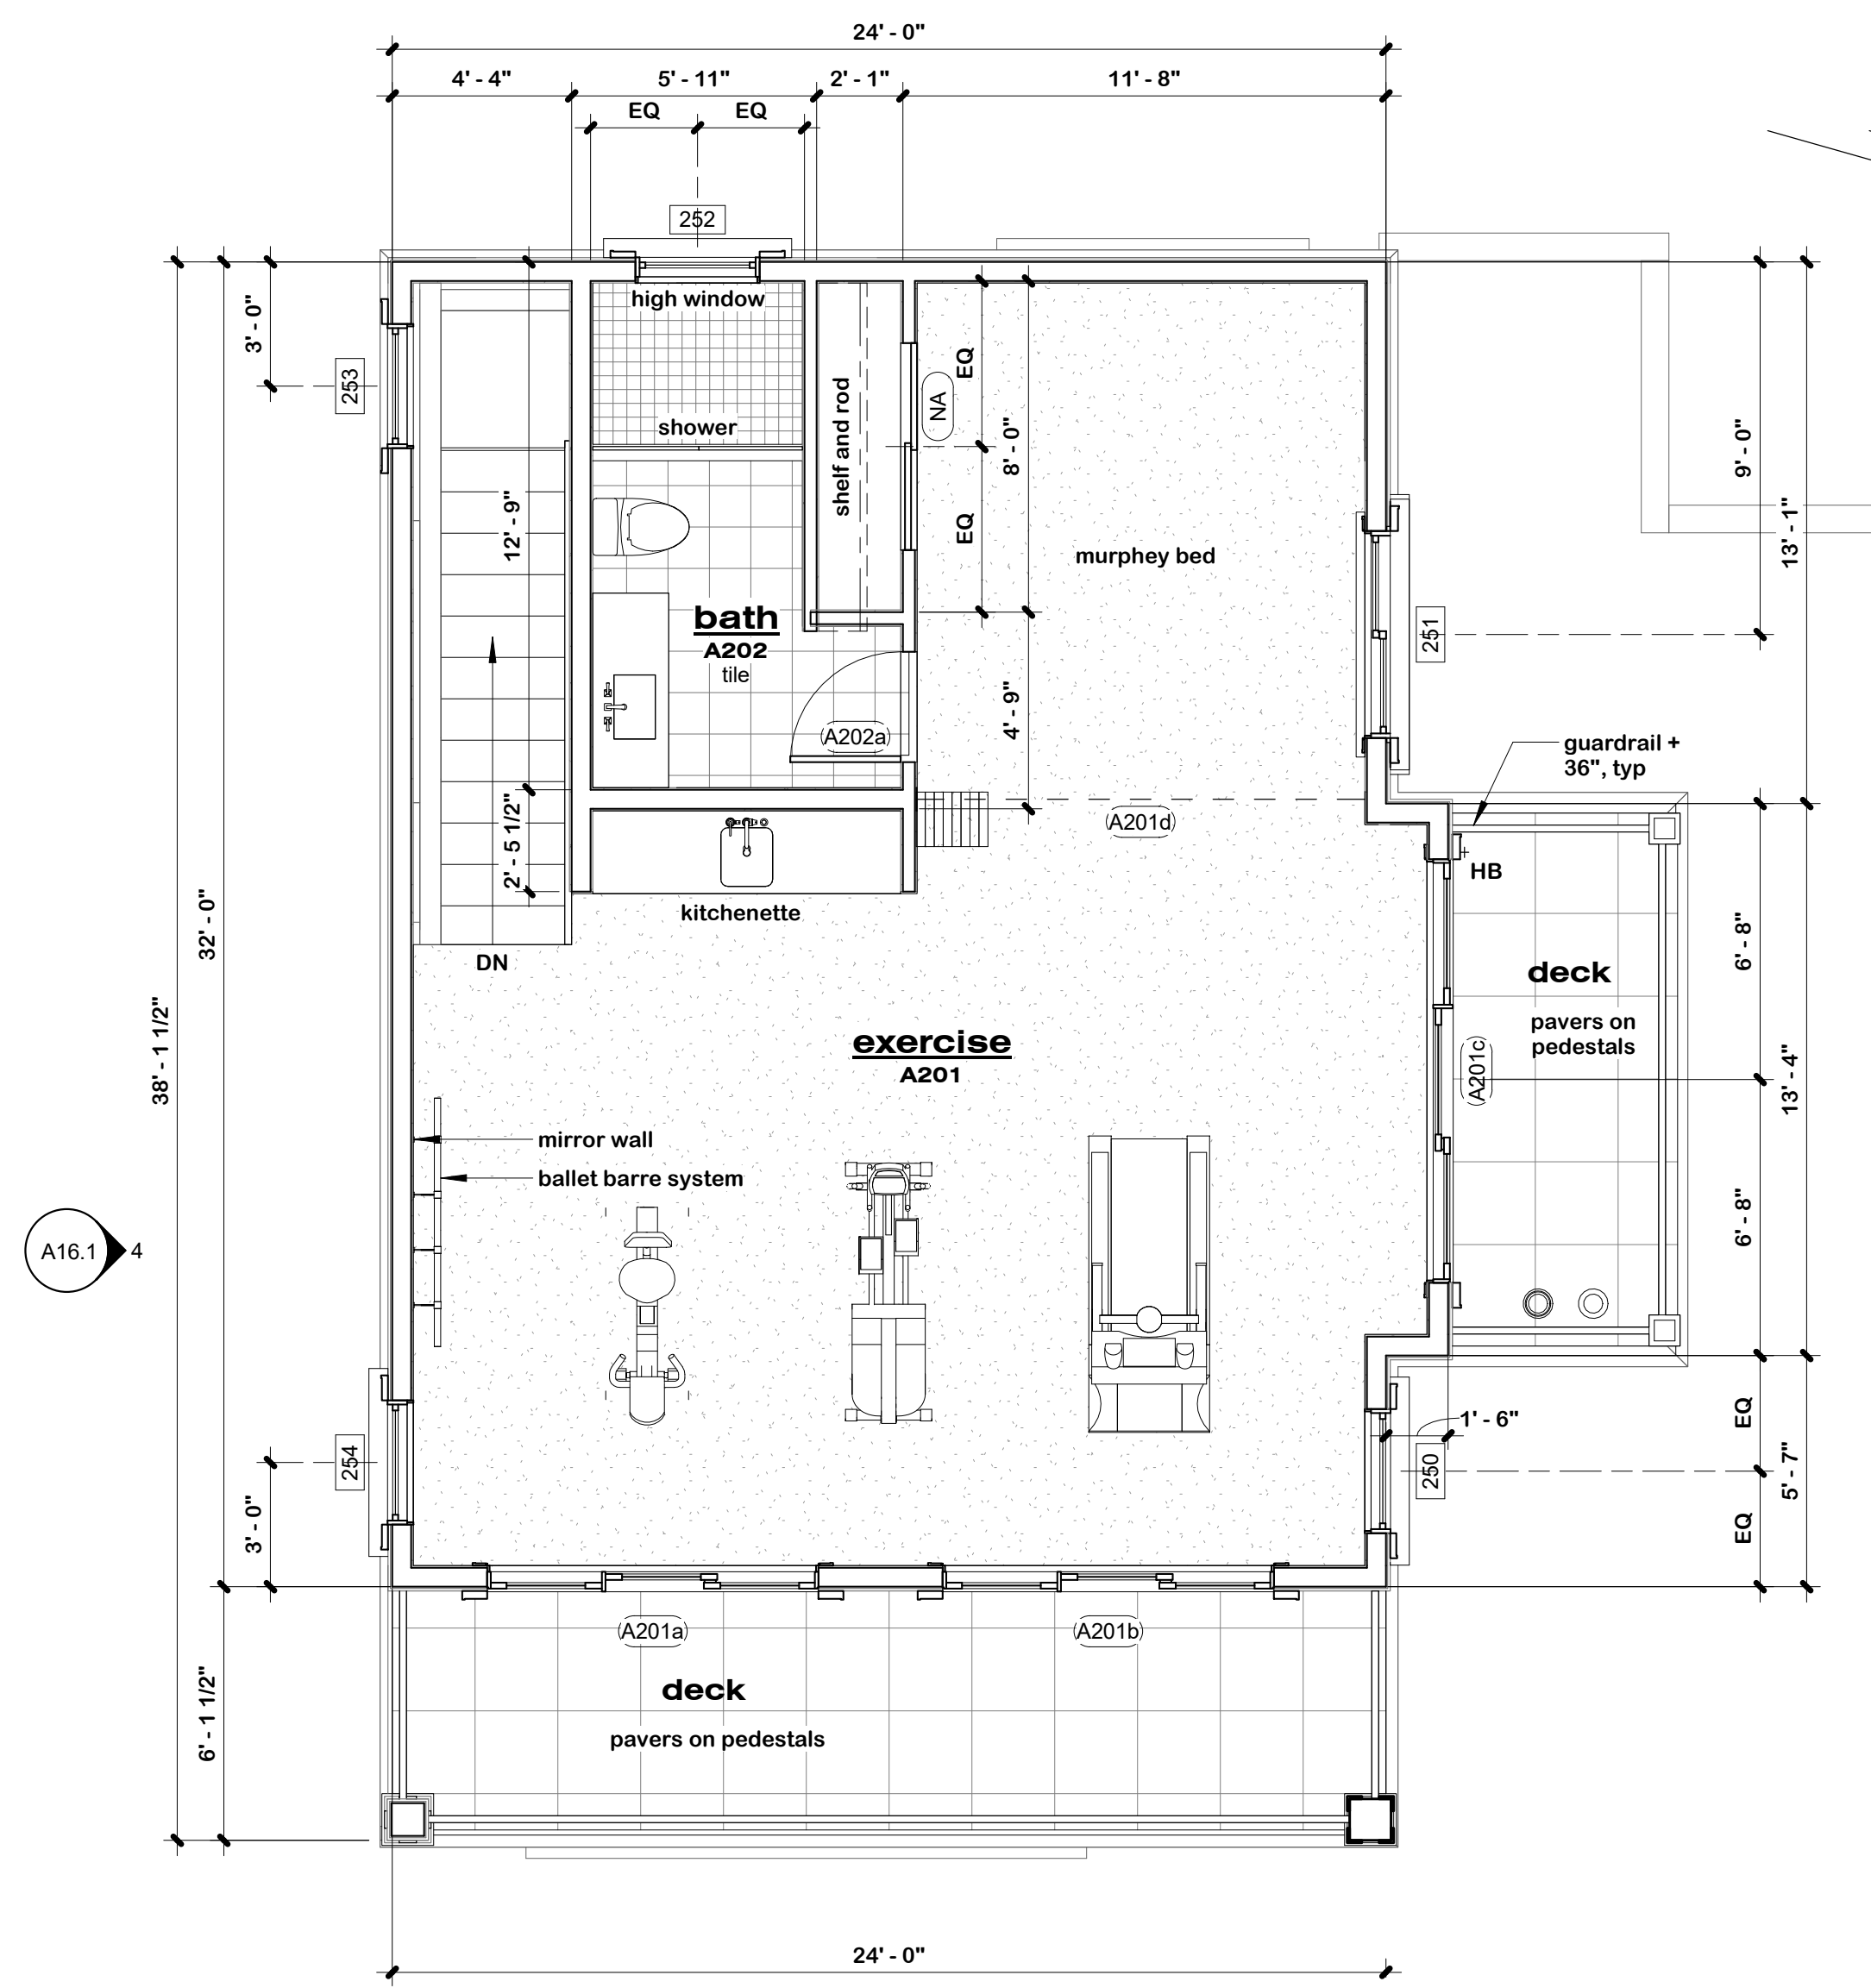 24' - 0"
4' - 4"
5' - 11"
2' - 1"
11' - 8"
EQ
EQ
252
high window
3' - 0"
253
shower
shelf and rod
EQ
NA
8' - 0"
EQ
9' - 0"
13' - 1"
12' - 9"
murphey bed
bath
A202
tile
251
4' - 9"
A202a
guardrail +
36", typ
2' - 5 1/2"
A201d
HB
kitchenette
32' - 0"
DN
6' - 8"
deck
pavers on
pedestals
exercise
A201
38' - 1 1/2"
A201c
13' - 4"
mirror wall
ballet barre system
6' - 8"
A16.1
4
1' - 6"
EQ
254
250
5' - 7"
3' - 0"
EQ
A201a
A201b
deck
6' - 1 1/2"
pavers on pedestals
24' - 0"